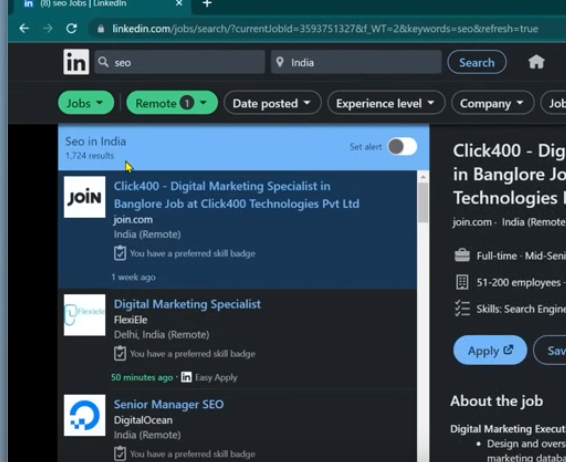 in (8) seo Jobs | LinkedIn × +
linkedin.com/jobs/search/?currentJobId=3593751327&f_WT=2&keywords=seo&refresh=true
in seo India Search
Jobs Remote 1 Date posted Experience level Company Job
Seo in India
1,724 results
Set alert
JOIN
Click400 - Digital Marketing Specialist in
Banglore Job at Click400 Technologies Pvt Ltd
join.com
India (Remote)
You have a preferred skill badge
1 week ago
Flexiele
Digital Marketing Specialist
FlexiEle
Delhi, India (Remote)
You have a preferred skill badge
50 minutes ago · in Easy Apply
Senior Manager SEO
DigitalOcean
India (Remote)
You have a preferred skill badge
Click400 - Dig
in Banglore Jo
Technologies
join.com · India (Remote
Full-time · Mid-Seni
51-200 employees ·
Skills: Search Engine
Apply Sav
About the job
Digital Marketing Execut
• Design and overs
marketing databa